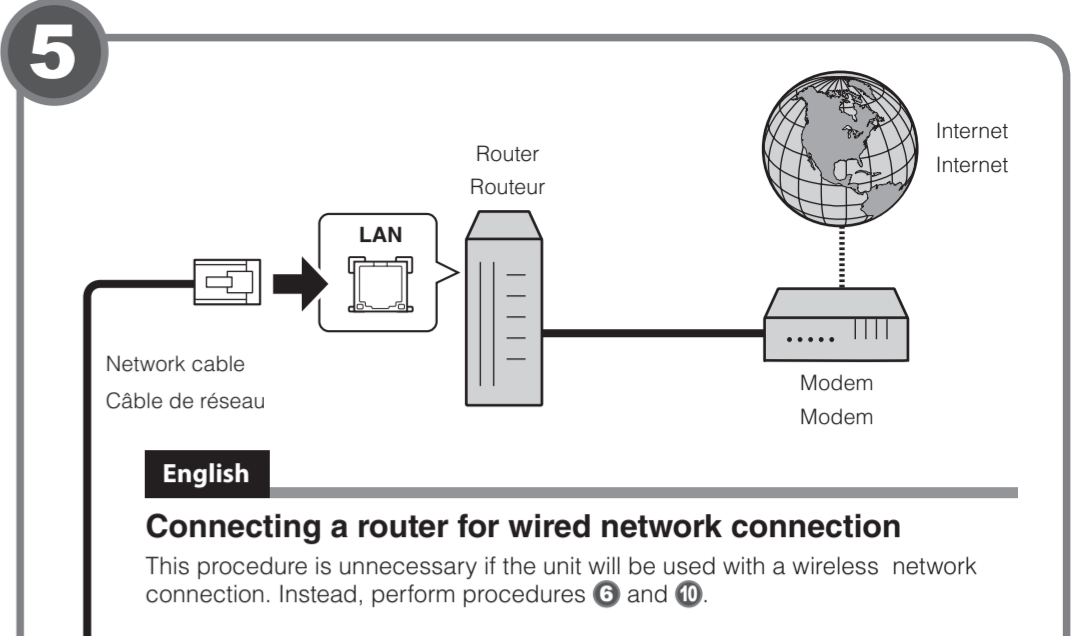 5
Internet
Internet
Router
Routeur
LAN
Network cable
Câble de réseau
Modem
Modem
English
Connecting a router for wired network connection
This procedure is unnecessary if the unit will be used with a wireless network
connection. Instead, perform procedures 6 and 10.